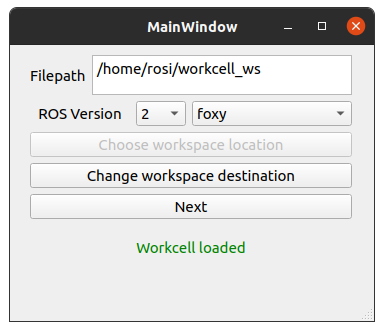 MainWindow
Filepath /home/rosi/workcell_ws
ROS Version 2 foxy
Choose workspace location
Change workspace destination
Next
Workcell loaded